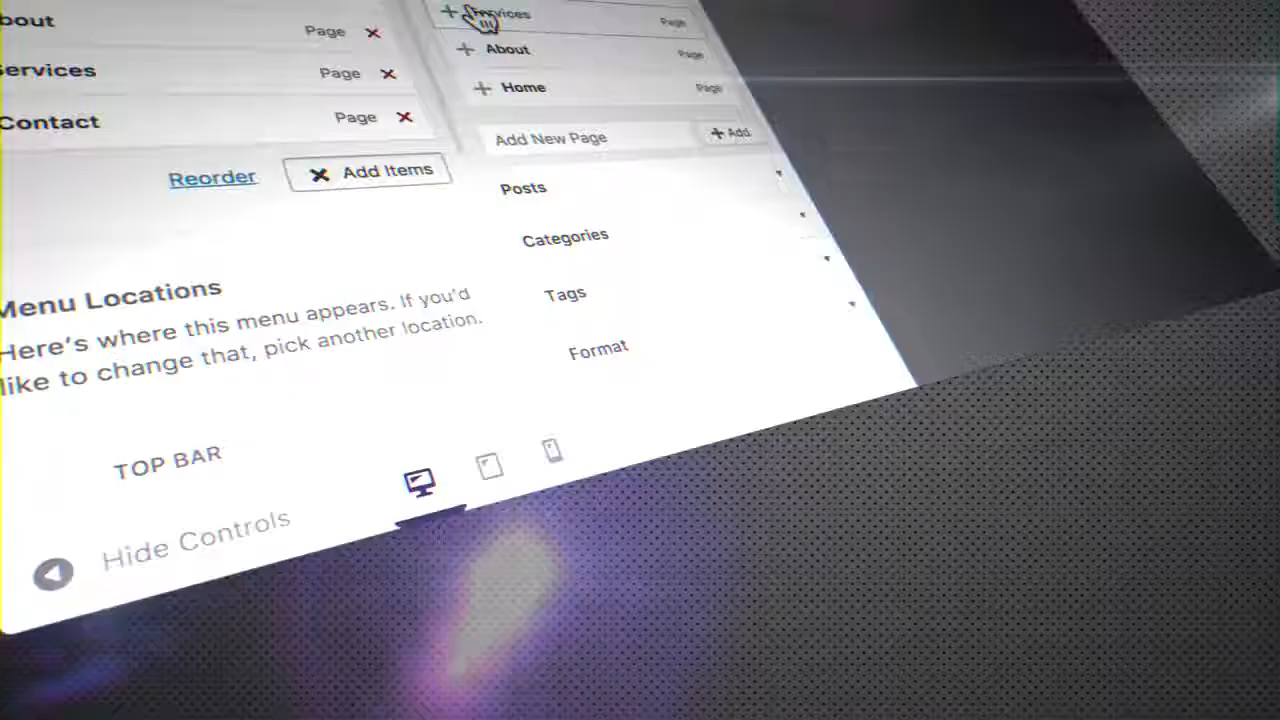 bout
Page
ervices
Page
Contact
Page
Reorder
Add Items
Menu Locations
Here's where this menu appears. If you'd
like to change that, pick another location.
TOP BAR
Hide Controls
Services
Page
About
Page
Home
Page
Add New Page
Add
Posts
Categories
Tags
Format